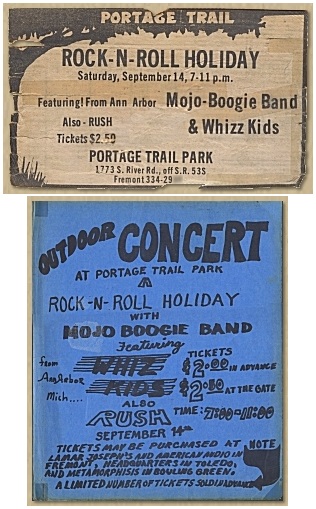 PORTAGE TRAIL
ROCK-N-ROLL HOLIDAY
Saturday, September 14, 7-11 p.m.
Featuring! From Ann Arbor Mojo-Boogie Band
Also - RUSH & Whizz Kids
Tickets $2.50
PORTAGE TRAIL PARK
1773 S. River Rd., off S.R. 53S
Fremont 334-29
OUTDOOR CONCERT
AT PORTAGE TRAIL PARK
ROCK-N-ROLL HOLIDAY
WITH
MOJO BOOGIE BAND
Featuring
from WHIZ TICKETS
Ann Arbor $2.00 IN ADVANCE
Mich.... KIDS $2.50 AT THE GATE
ALSO
RUSH TIME: 7:00-11:00
SEPTEMBER 14th
TICKETS MAY BE PURCHASED AT NOTE
LAMAR JOSEPH'S AND AMERICAN AUDIO IN
FREMONT, HEADQUARTERS IN TOLEDO,
AND METAMORPHISIS IN BOWLING GREEN.
A LIMITED NUMBER OF TICKETS SOLD IN ADVANCE